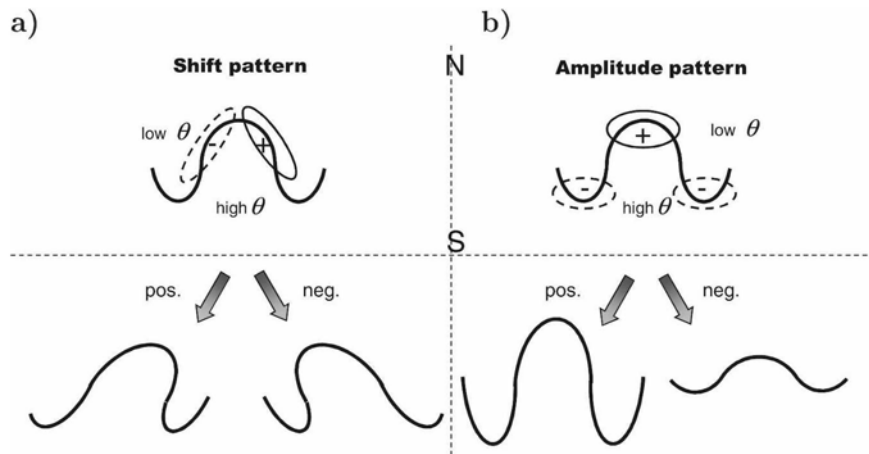 a)
Shift pattern
low θ
-
+
high θ
N
S
b)
Amplitude pattern
low θ
+
-
-
high θ
pos.
neg.
pos.
neg.